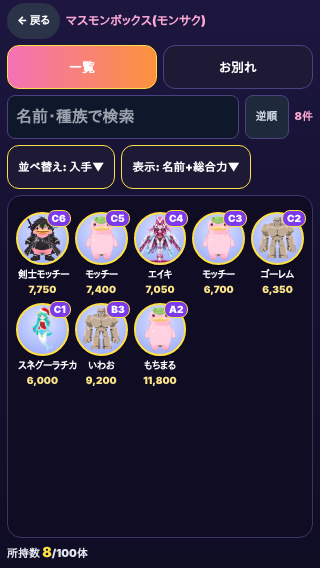 ← 戻る マスモンボックス(モンサク)
一覧 お別れ
名前・種族で検索 逆順 8件
並べ替え: 入手▼ 表示: 名前+総合力▼
C6 C5 C4 C3 C2
剣士モッチー モッチー エイキ モッチー ゴーレム
7,750 7,400 7,050 6,700 6,350
C1 B3 A2
スネグーラチカ いわお もちまる
6,000 9,200 11,800
所持数 8/100体